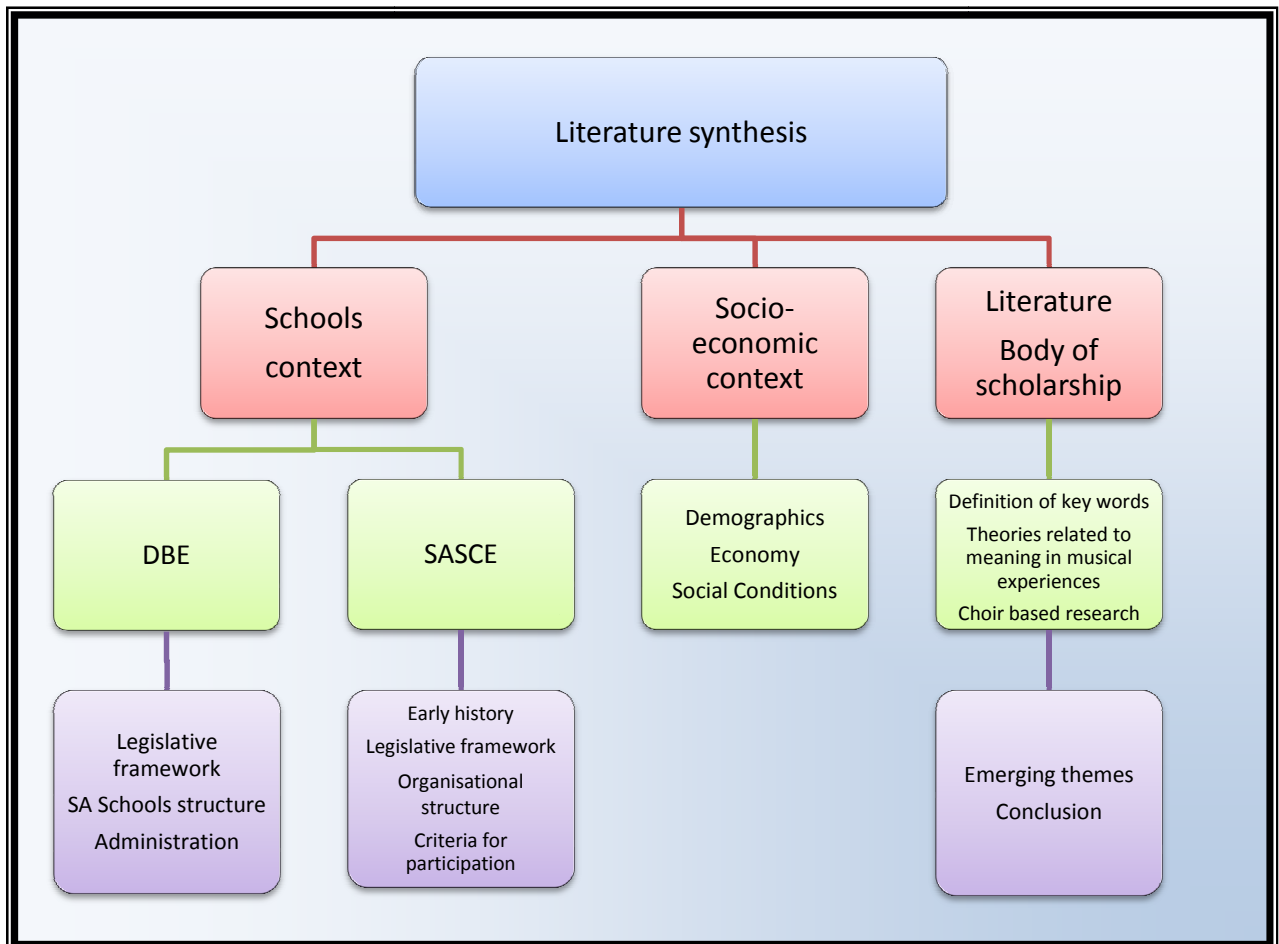 Literature synthesis
Schools
context
Socio-
economic
context
Literature
Body of
scholarship
DBE
SASCE
Demographics
Economy
Social Conditions
Definition of key words
Theories related to
meaning in musical
experiences
Choir based research
Legislative
framework
SA Schools structure
Administration
Early history
Legislative framework
Organisational
structure
Criteria for
participation
Emerging themes
Conclusion